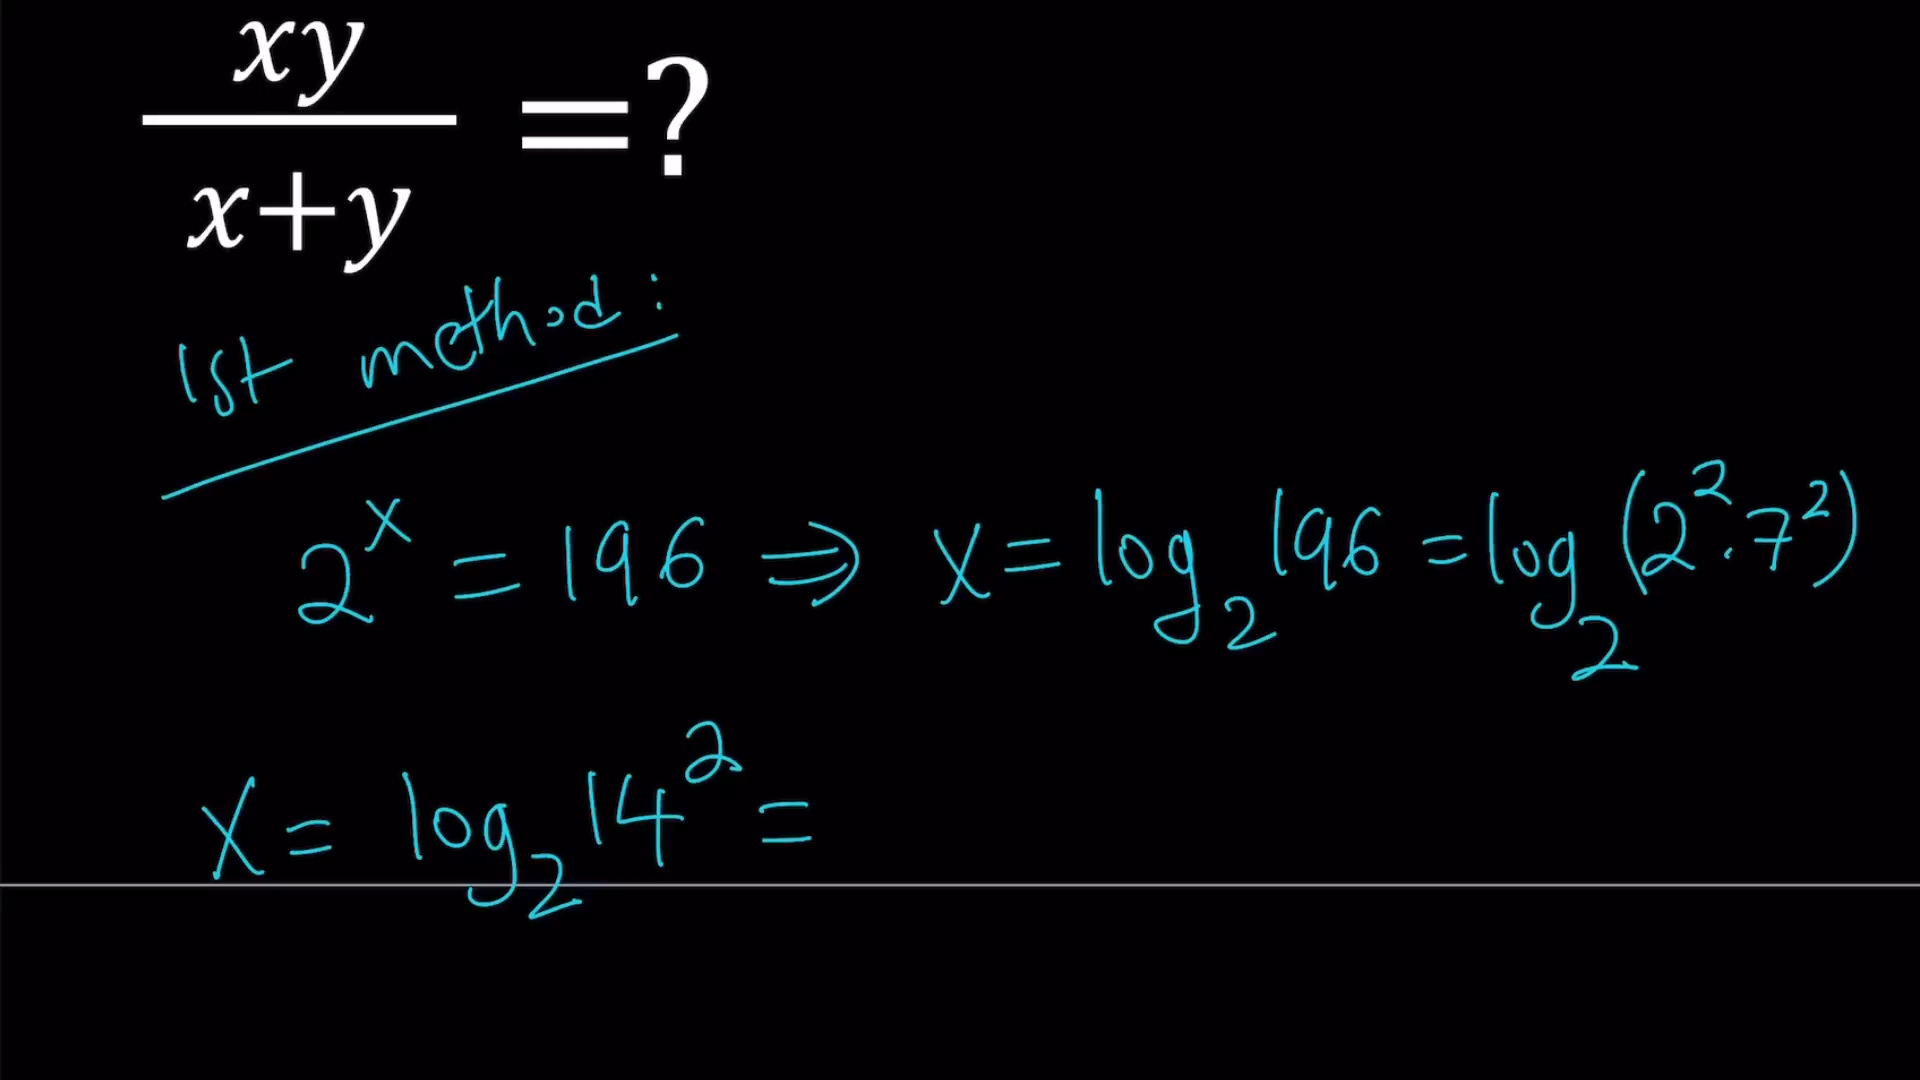 xy
x+y =?
1st method:
2^x = 196 ⇒ x = log_2 196 = log_2 (2^2 · 7^2)
x = log_2 14^2 =